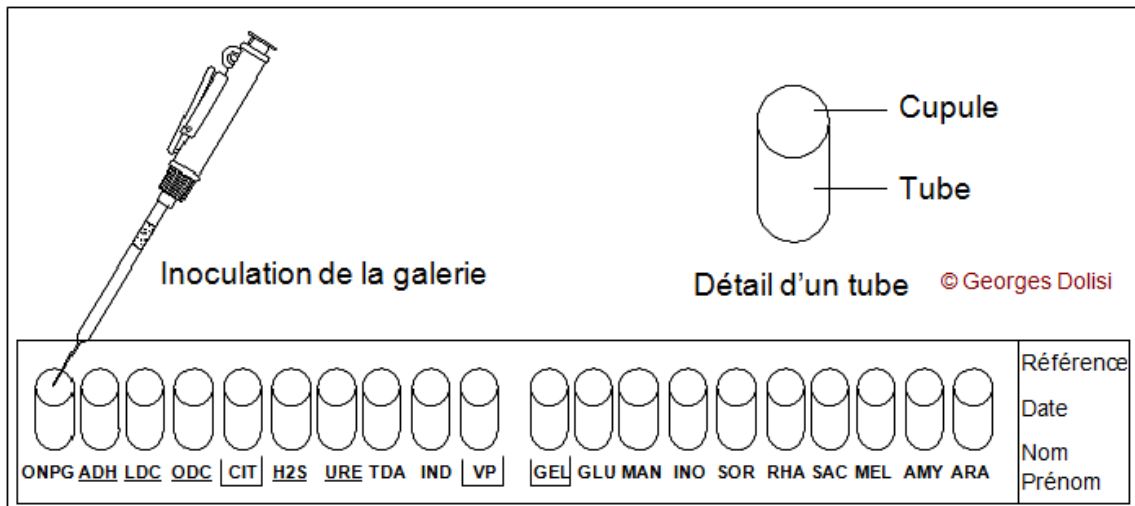 Cupule
Tube
Inoculation de la galerie
Détail d'un tube © Georges Dolisi
ONPG ADH LDC ODC CIT H2S URE TDA IND VP GEL GLU MAN INO SOR RHA SAC MEL AMY ARA
Référence
Date
Nom
Prénom